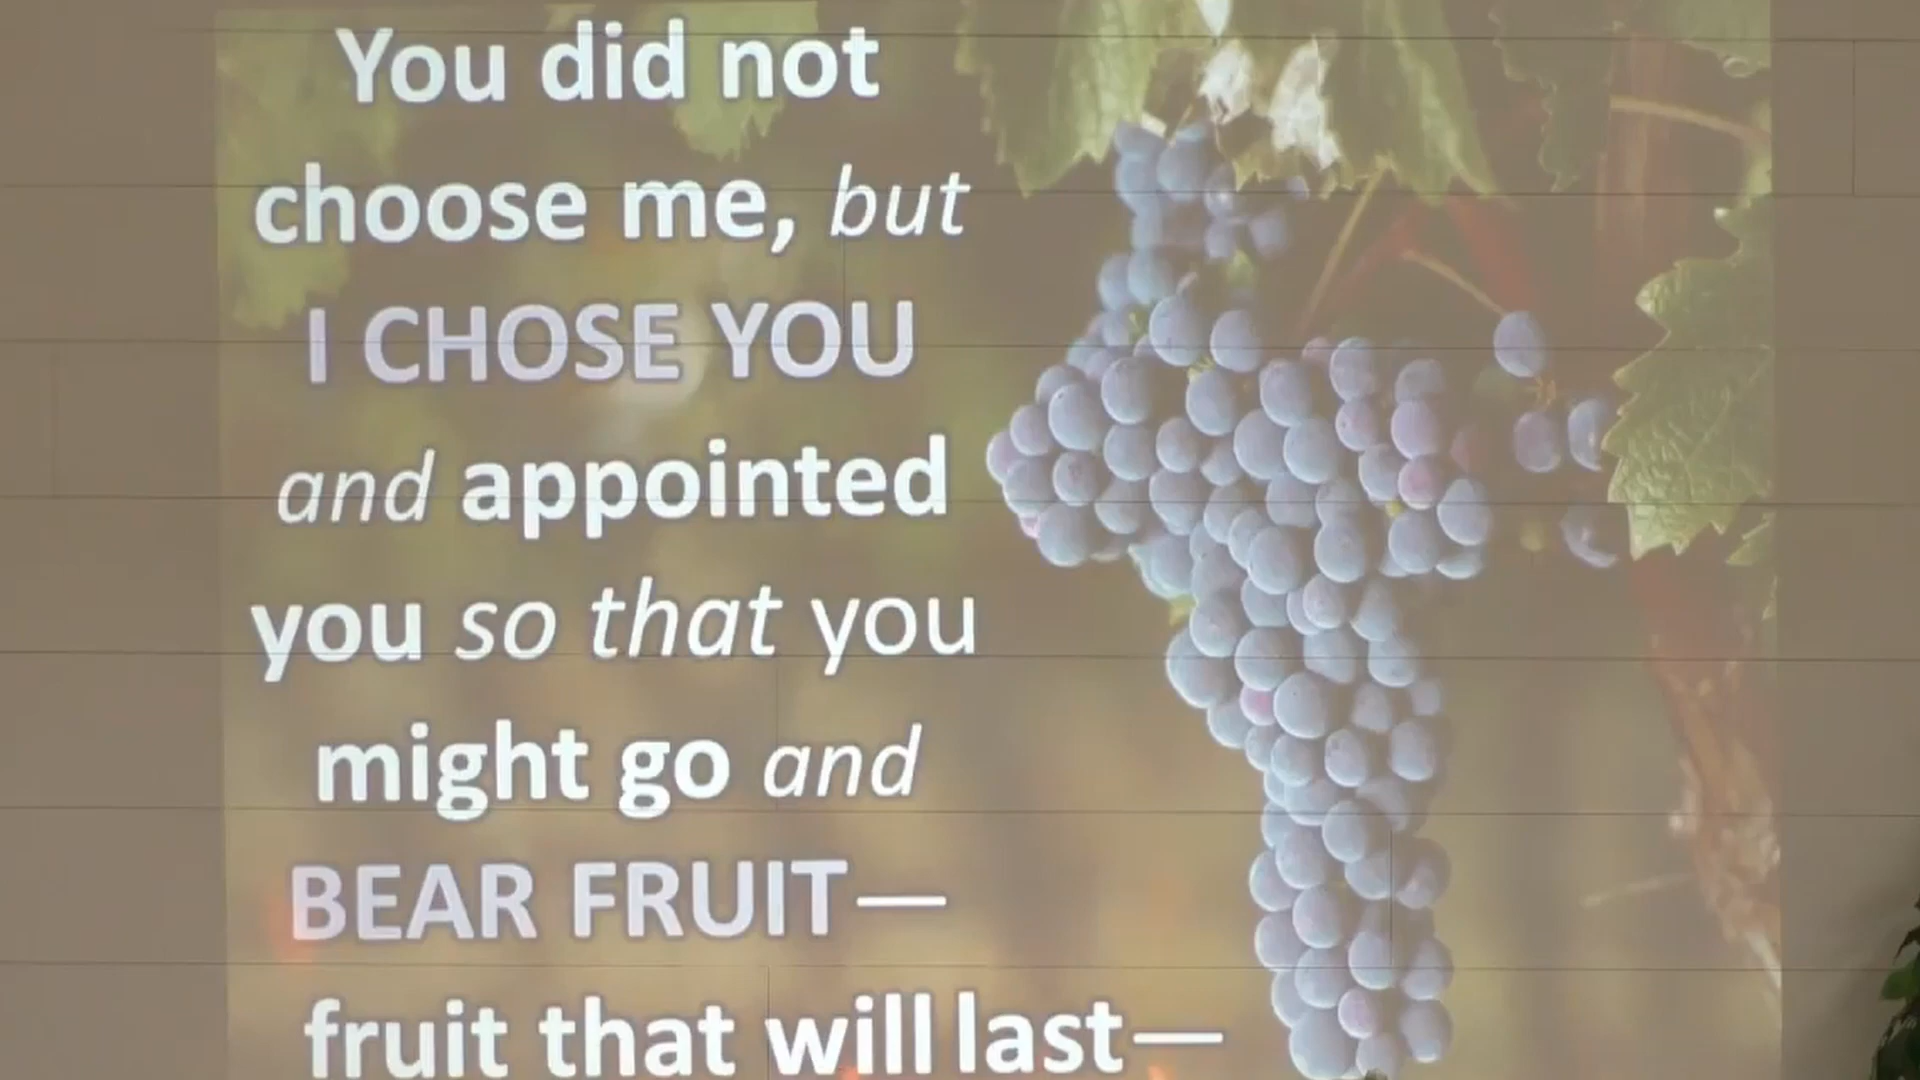 You did not
choose me, but
I CHOSE YOU
and appointed
you so that you
might go and
BEAR FRUIT—
fruit that will last—